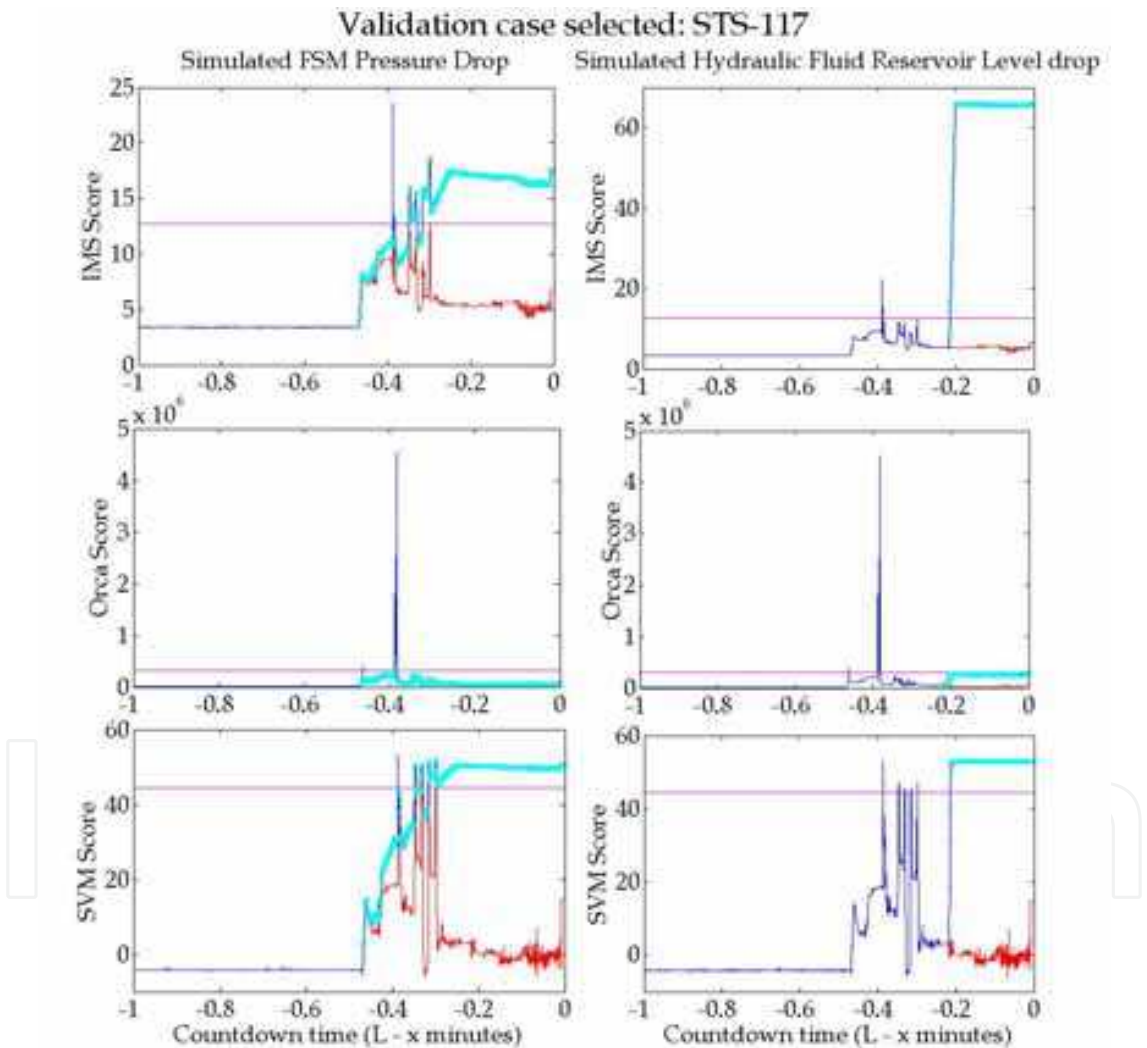 Validation case selected: STS-117
Simulated FSM Pressure Drop
Simulated Hydraulic Fluid Reservoir Level drop
25
20
15
10
5
0
IMS Score
-1 -0.8 -0.6 -0.4 -0.2 0
60
40
20
0
IMS Score
-1 -0.8 -0.6 -0.4 -0.2 0
x 10^6
5
4
3
2
1
0
Orca Score
-1 -0.8 -0.6 -0.4 -0.2 0
x 10^6
5
4
3
2
1
0
Orca Score
-1 -0.8 -0.6 -0.4 -0.2 0
60
40
20
0
SVM Score
-1 -0.8 -0.6 -0.4 -0.2 0
Countdown time (L - x minutes)
60
40
20
0
SVM Score
-1 -0.8 -0.6 -0.4 -0.2 0
Countdown time (L - x minutes)